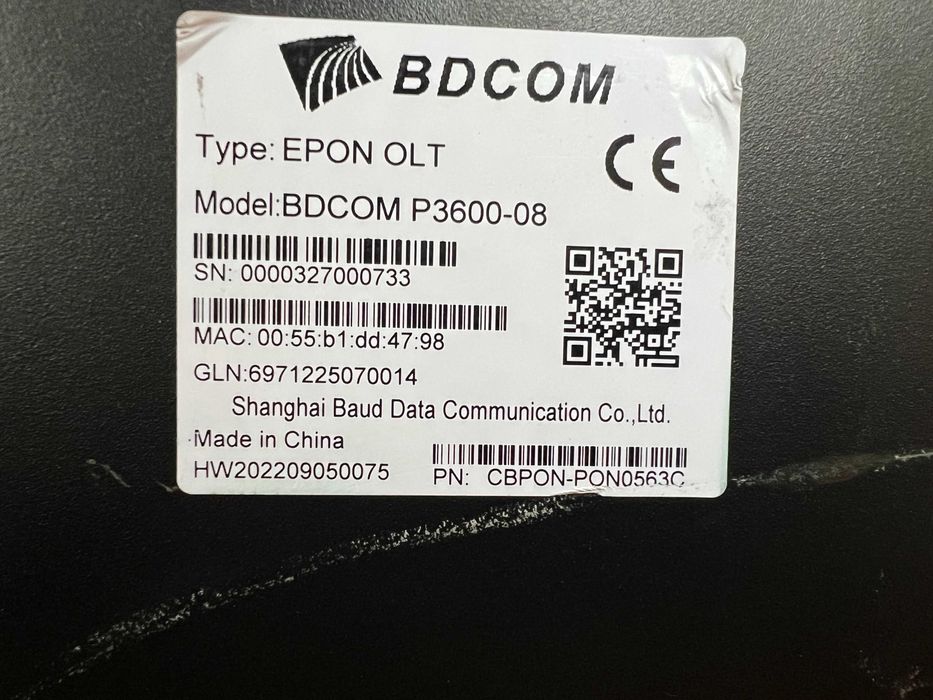 BDCOM
Type: EPON OLT
CE
Model:BDCOM P3600-08
SN: 0000327000733
MAC: 00:55:b1:dd:47:98
GLN:6971225070014
Shanghai Baud Data Communication Co.,Ltd.
Made in China
HW202209050075
PN: CBPON-PON0563C